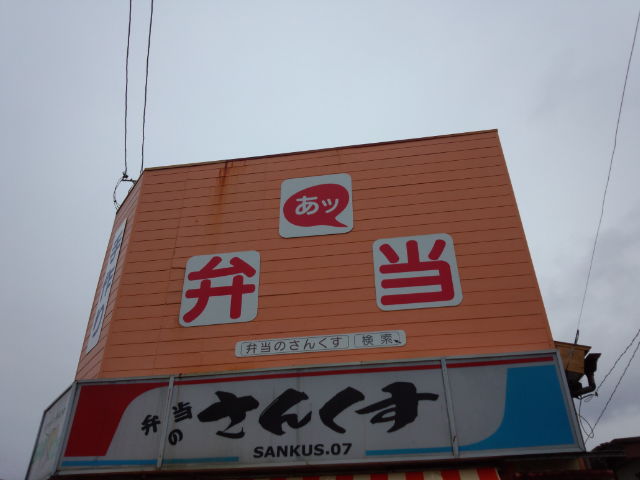 あッ
弁当
弁当のさんくす 検索
弁当の さんくす
SANKUS.07